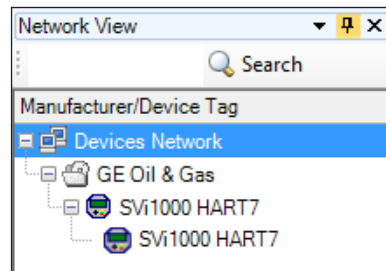 Network View
Search
Manufacturer/Device Tag
Devices Network
GE Oil & Gas
SVi1000 HART7
SVi1000 HART7